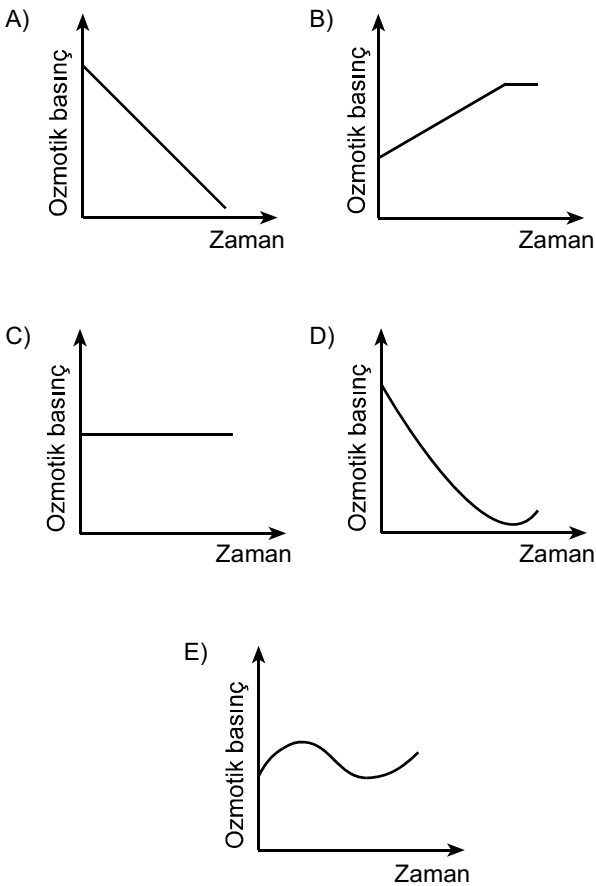 A)
Ozmotik basınç
Zaman
B)
Ozmotik basınç
Zaman
C)
Ozmotik basınç
Zaman
D)
Ozmotik basınç
Zaman
E)
Ozmotik basınç
Zaman